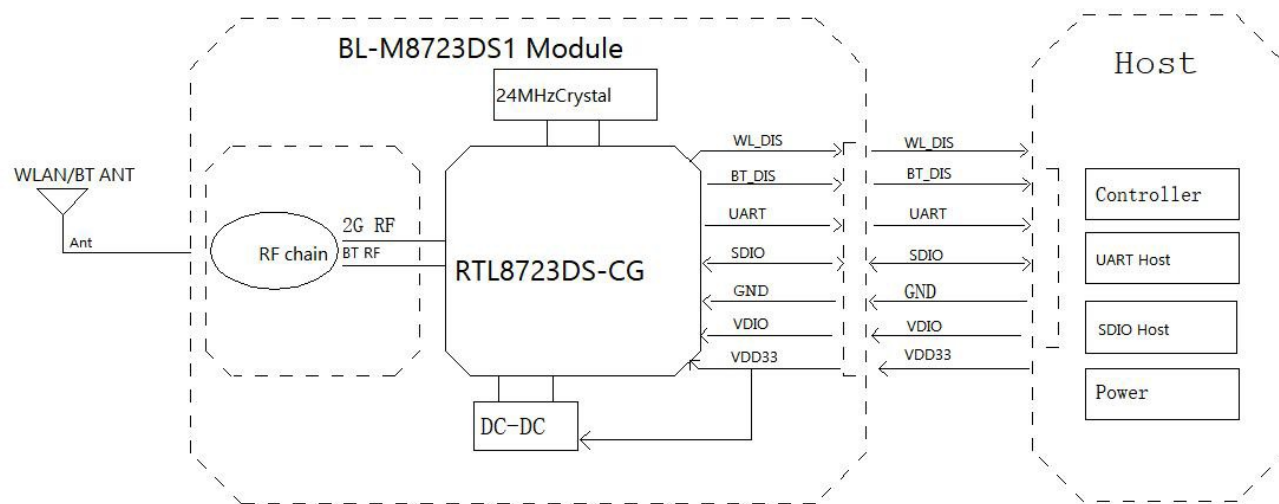 BL-M8723DS1 Module
Host
24MHzCrystal
WLAN/BT ANT
Ant
RF chain
2G RF
BT RF
RTL8723DS-CG
DC-DC
WL_DIS
BT_DIS
UART
SDIO
GND
VDIO
VDD33
WL_DIS
BT_DIS
UART
SDIO
GND
VDIO
VDD33
Controller
UART Host
SDIO Host
Power